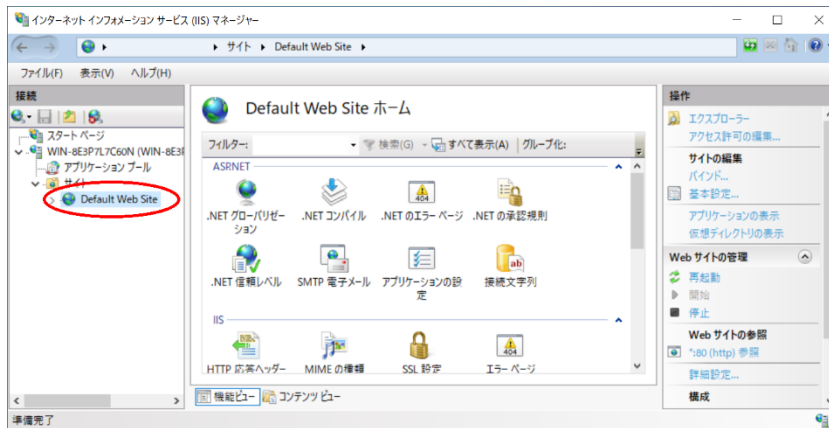 インターネット インフォメーション サービス (IIS) マネージャー
サイト Default Web Site
ファイル(F) 表示(V) ヘルプ(H)
接続
スタート ページ
WIN-8E3P7L7C60N (WIN-8E3F
アプリケーション プール
サイト
Default Web Site
Default Web Site ホーム
フィルター: 検索(G) すべて表示(A) グループ化:
ASP.NET
.NET グローバリゼーション
.NET コンパイル
.NET のエラー ページ
.NET の承認規則
.NET 信頼レベル
SMTP 電子メール
アプリケーションの設定
接続文字列
IIS
HTTP 応答ヘッダー
MIME の種類
SSL 設定
エラー ページ
機能ビュー コンテンツ ビュー
操作
エクスプローラー
アクセス許可の編集...
サイトの編集
バインド...
基本設定...
アプリケーションの表示
仮想ディレクトリの表示
Web サイトの管理
再起動
開始
停止
Web サイトの参照
*:80 (http) 参照
詳細設定...
構成
準備完了